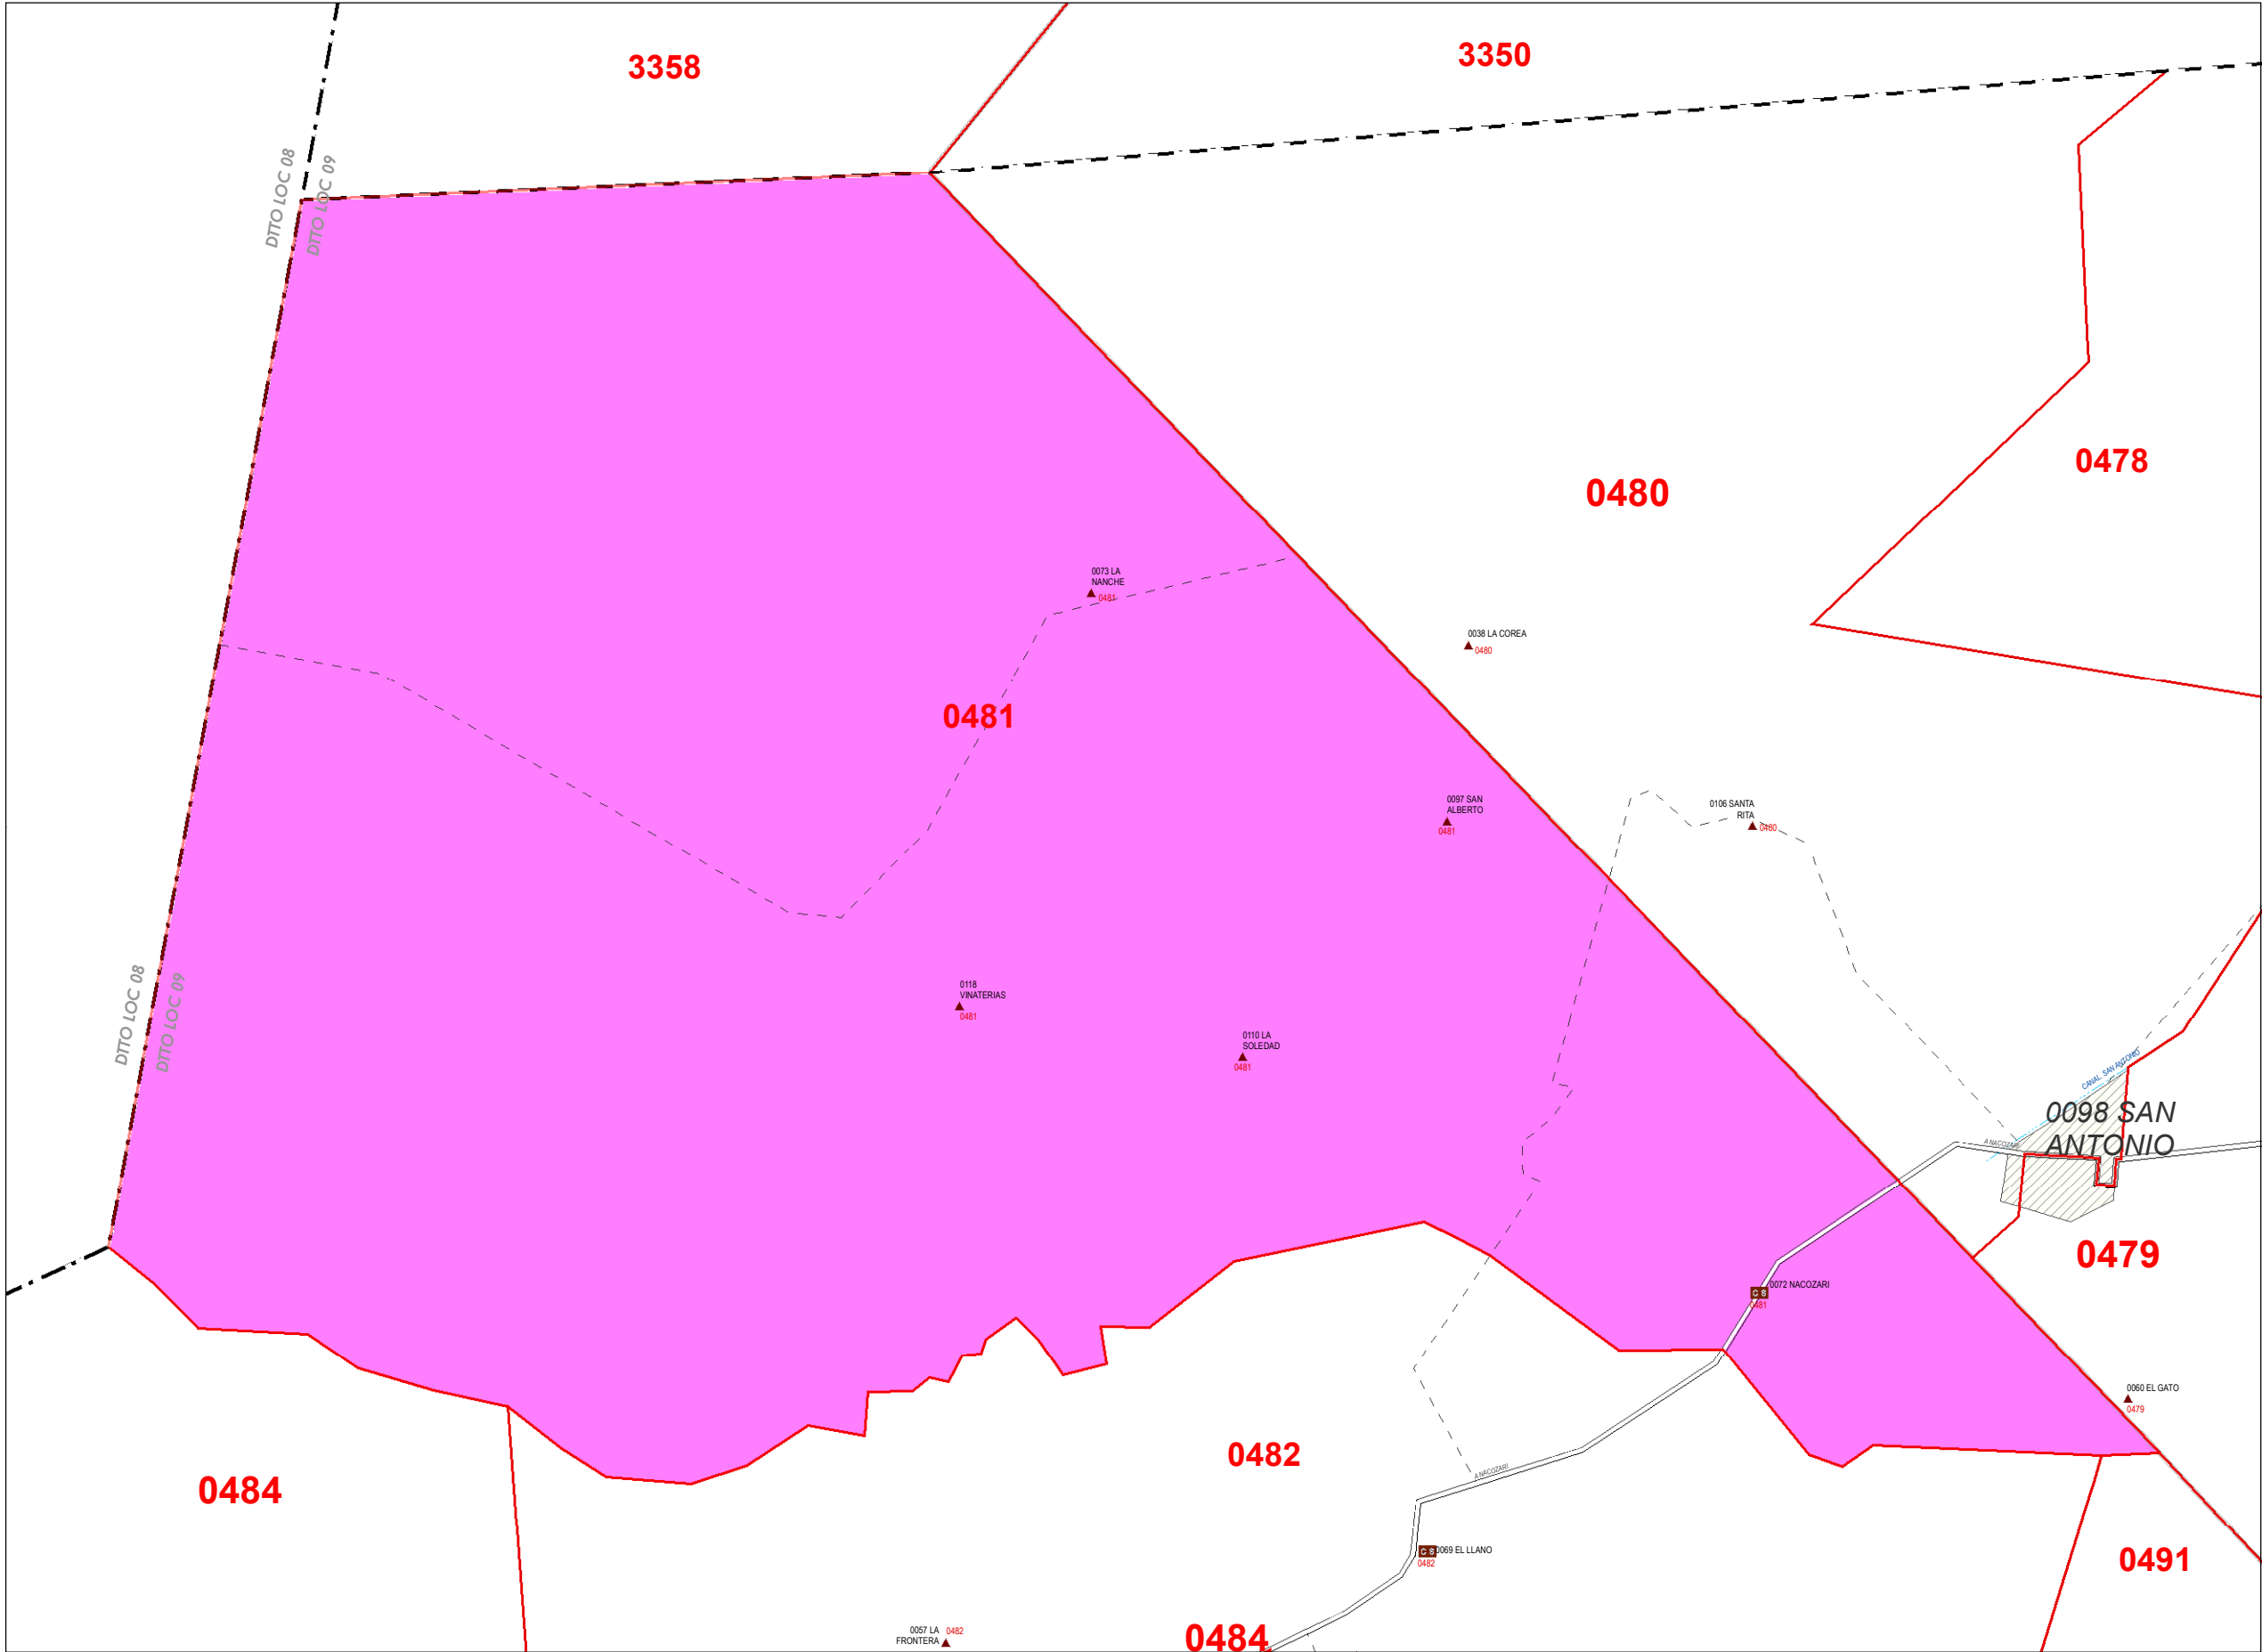 3358
3350
DTTO LOC 08
DTTO LOC 09
0478
0480
0073 LA
NANCHE
0481
0038 LA COREA
0480
0481
0097 SAN
ALBERTO
0481
0106 SANTA
RITA
0480
0118
VINATERIAS
0481
DTTO LOC 08
DTTO LOC 09
0110 LA
SOLEDAD
0481
CANAL SAN ANTONIO
0098 SAN
ANTONIO
A NACOZARI
0479
0072 NACOZARI
C S
0481
0060 EL GATO
0479
0482
A NACOZARI
0484
C S
0069 EL LLANO
0482
0491
0057 LA
FRONTERA
0482
0484